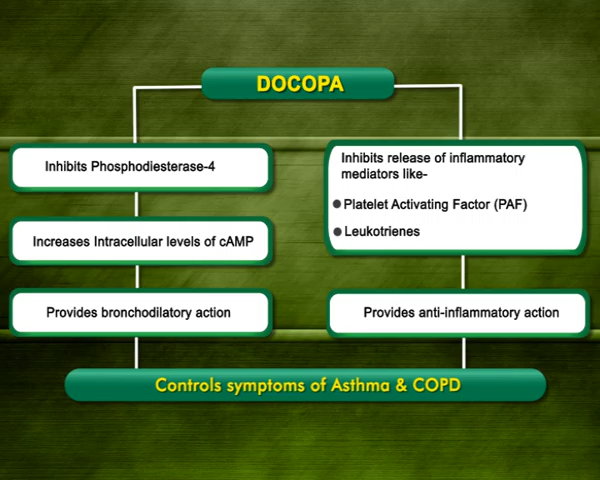 DOCOPA
Inhibits Phosphodiesterase-4
Increases Intracellular levels of cAMP
Provides bronchodilatory action
Inhibits release of inflammatory
mediators like-
● Platelet Activating Factor (PAF)
● Leukotrienes
Provides anti-inflammatory action
Controls symptoms of Asthma & COPD